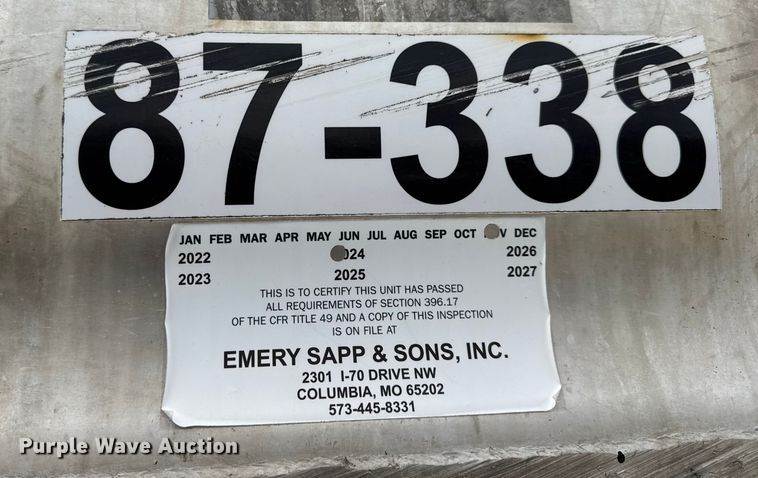 87-338
JAN FEB MAR APR MAY JUN JUL AUG SEP OCT V DEC
2022 024 2026
2023 2025 2027
THIS IS TO CERTIFY THIS UNIT HAS PASSED
ALL REQUIREMENTS OF SECTION 396.17
OF THE CFR TITLE 49 AND A COPY OF THIS INSPECTION
IS ON FILE AT
EMERY SAPP & SONS, INC.
2301 I-70 DRIVE NW
COLUMBIA, MO 65202
573-445-8331
Purple Wave Auction